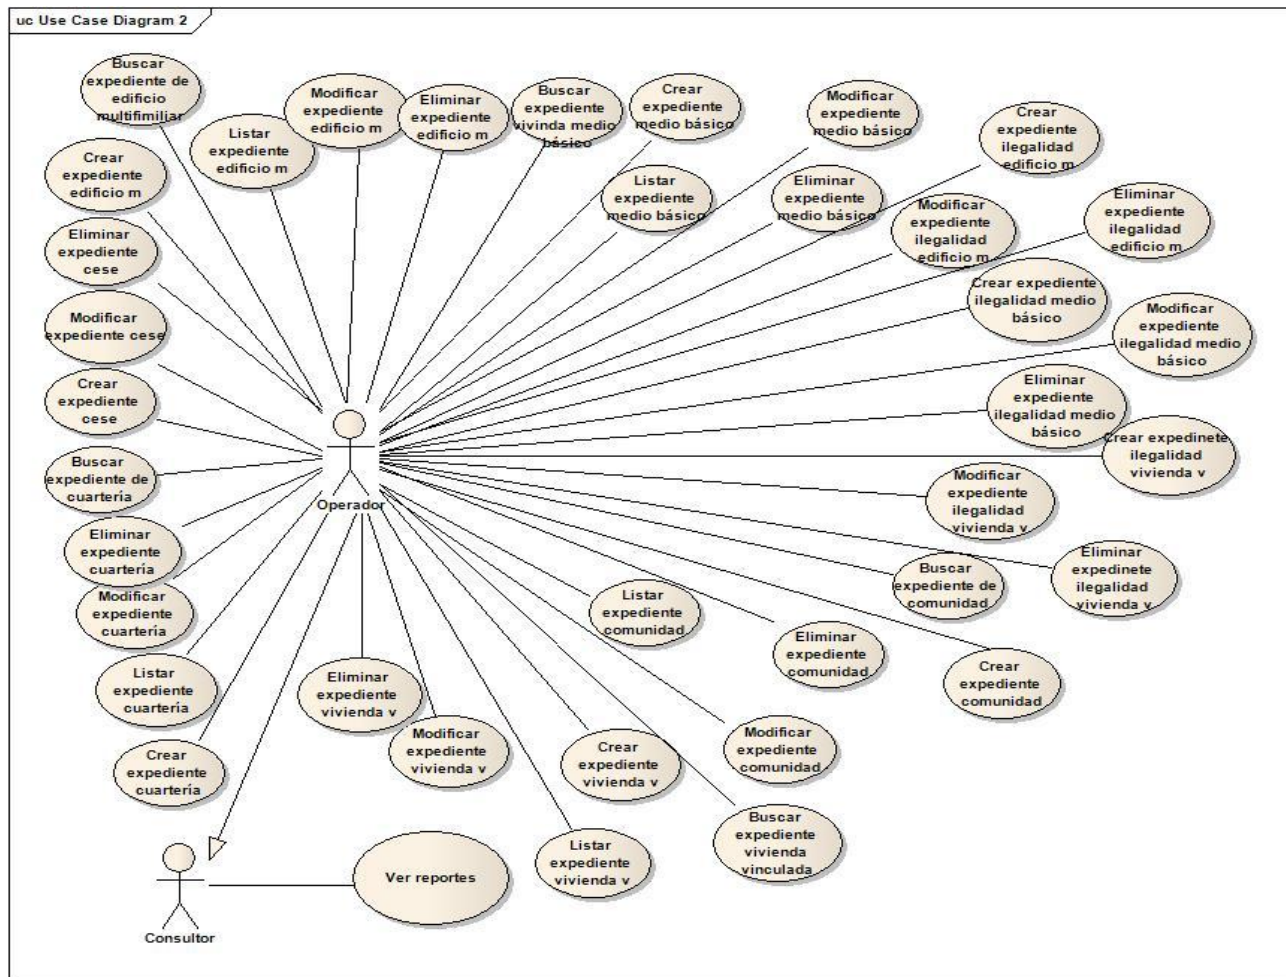 uc Use Case Diagram 2
Buscar
expediente de
edificio
multifimiliar
Listar
expediente
edificio m
Modificar
expediente
edificio m
Eliminar
expediente
edificio m
Buscar
expediente
vivinda medio
básico
Crear
expediente
medio básico
Modificar
expediente
medio básico
Crear
expediente
ilegalidad
edificio m
Crear
expediente
edificio m
Listar
expediente
medio básico
Eliminar
expediente
medio básico
Modificar
expediente
ilegalidad
edificio m
Eliminar
expediente
ilegalidad
edificio m
Eliminar
expediente
cese
Crear expediente
ilegalidad medio
básico
Modificar
expediente cese
Modificar
expediente
ilegalidad medio
básico
Crear
expediente
cese
Eliminar
expediente
ilegalidad medio
básico
Buscar
expediente de
cuartería
Operador
Crear expedinete
ilegalidad
vivienda v
Modificar
expediente
ilegalidad
vivienda v
Eliminar
expediente
cuartería
Buscar
expediente de
comunidad
Eliminar
expedinete
ilegalidad
vivienda v
Modificar
expediente
cuartería
Listar
expediente
comunidad
Eliminar
expediente
comunidad
Crear
expediente
comunidad
Listar
expediente
cuartería
Eliminar
expediente
vivienda v
Modificar
expediente
vivienda v
Crear
expediente
vivienda v
Modificar
expediente
comunidad
Crear
expediente
cuartería
Buscar
expediente
vivienda
vinculada
Listar
expediente
vivienda v
Ver reportes
Consultor